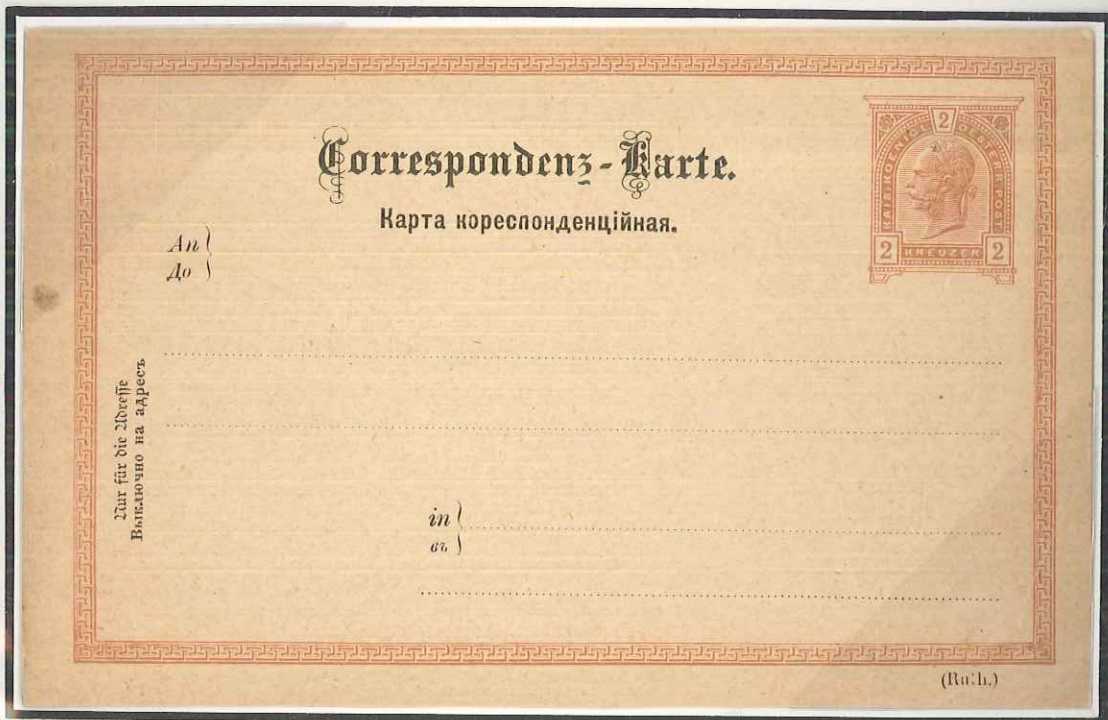 Correspondenz-Karte.
Карта кореспонденційная.
KAIS. KOENIGL. 2 OESTERR. POST
2 KREUZER 2
An
До
in
въ
Nur für die Adresse
Выключно на адресъ
(Ruth.)